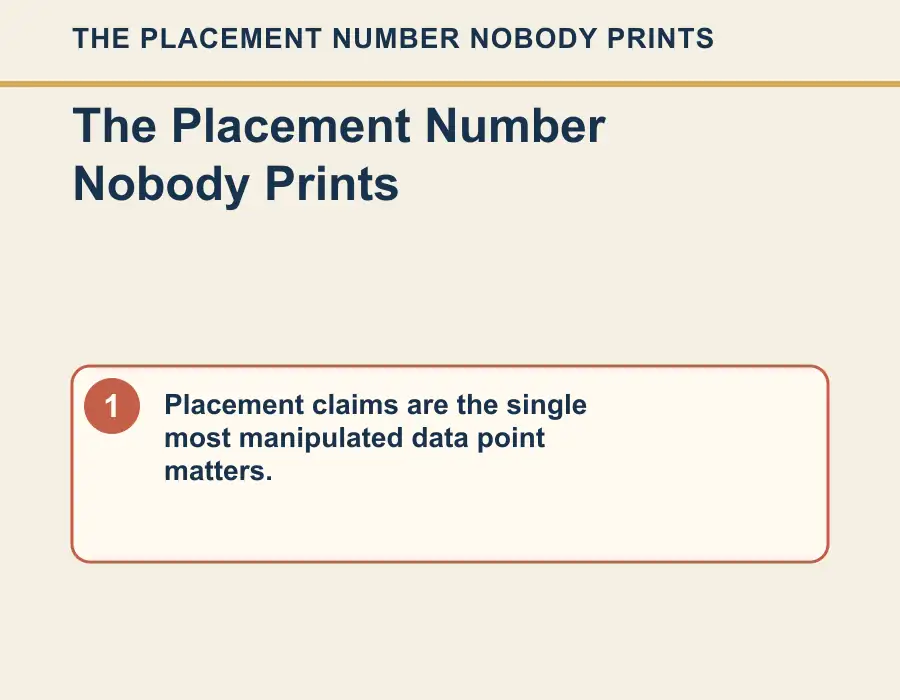 THE PLACEMENT NUMBER NOBODY PRINTS
The Placement Number
Nobody Prints
1
Placement claims are the single
most manipulated data point
matters.